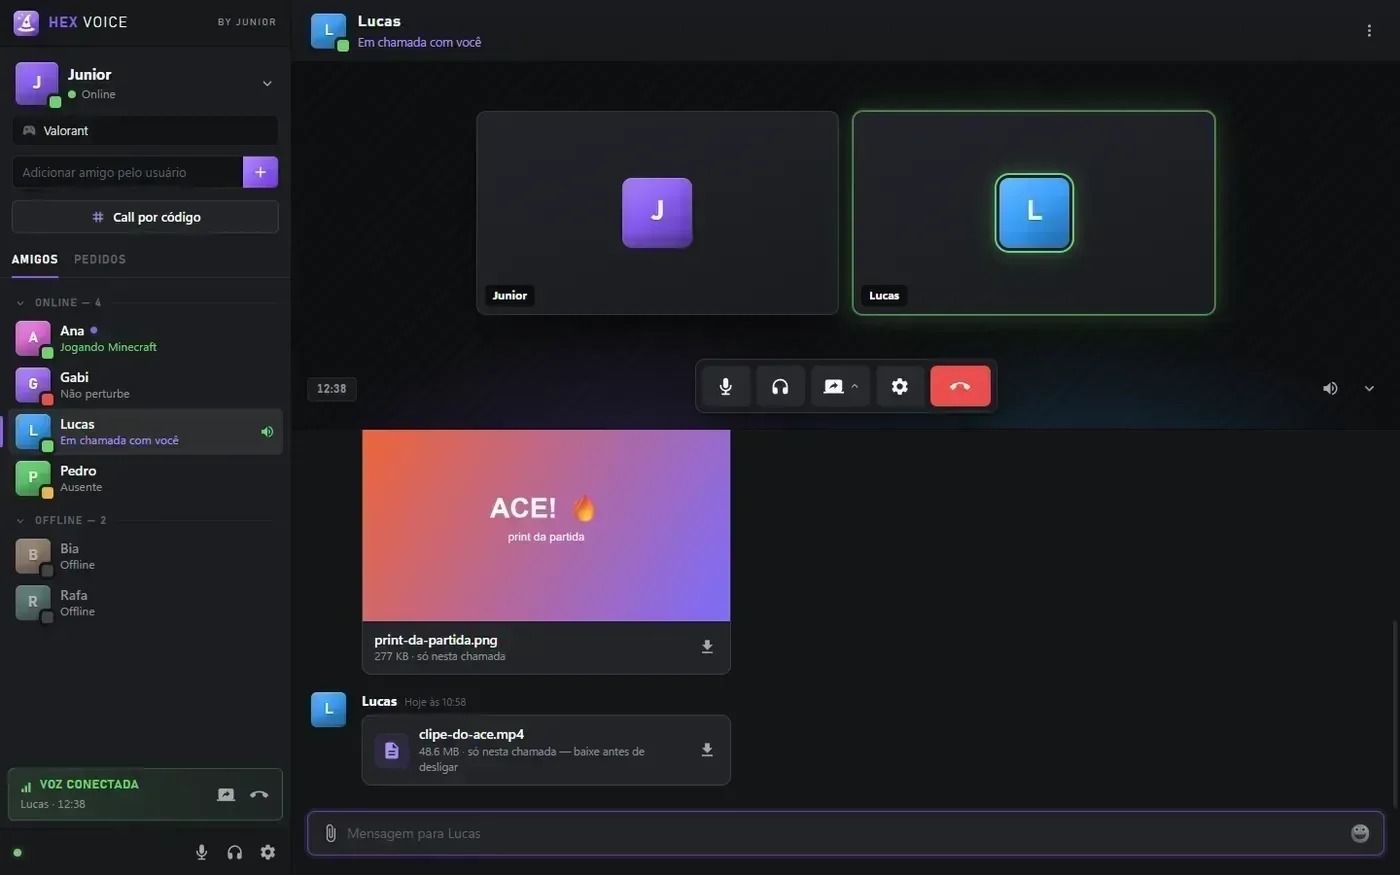 HEX VOICE
BY JUNIOR
J
Junior
Online
Valorant
Adicionar amigo pelo usuário
+
Call por código
AMIGOS PEDIDOS
ONLINE — 4
A
Ana
Jogando Minecraft
G
Gabi
Não perturbe
L
Lucas
Em chamada com você
P
Pedro
Ausente
OFFLINE — 2
B
Bia
Offline
R
Rafa
Offline
VOZ CONECTADA
Lucas · 12:38
L
Lucas
Em chamada com você
J
Junior
L
Lucas
12:38
ACE! 🔥
print da partida
print-da-partida.png
277 KB · só nesta chamada
L
Lucas Hoje às 10:58
clipe-do-ace.mp4
48.6 MB · só nesta chamada — baixe antes de
desligar
Mensagem para Lucas